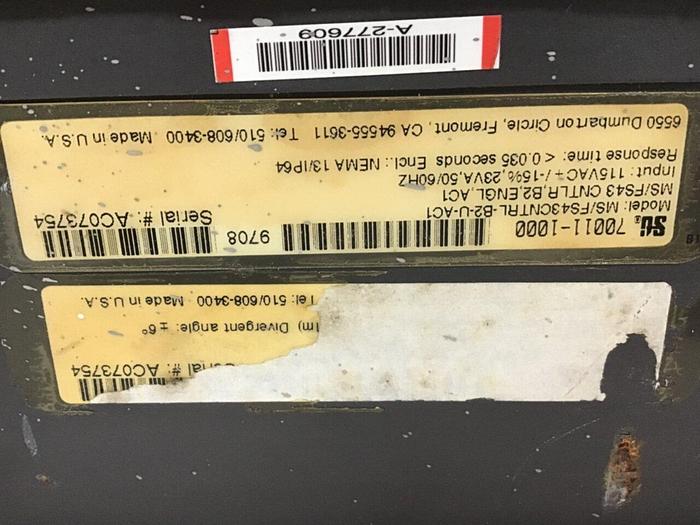 SG
70011-1000
9708
Model: MS/FS43CNTRL-B2-U-AC1
MS/FS43 CNTLR,B2,ENGL,AC1
Serial #: AC073754
Input: 115VAC +/-15%, 23VA, 50/60HZ
Response time: < 0.035 seconds Encl.: NEMA 13/IP64
6550 Dumbarton Circle, Fremont, CA 94555-3611 Tel: 510/608-3400 Made in U.S.A.
Serial #: AC073754
1m) Divergent angle: ± 6°
Tel: 510/608-3400 Made in U.S.A.
A-277609